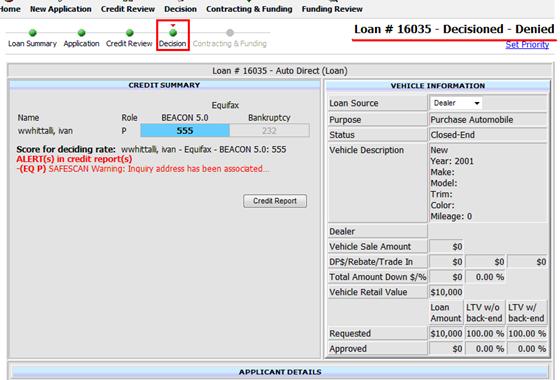 Home New Application Credit Review Decision Contracting & Funding Funding Review
Loan # 16035 - Decisioned - Denied
Loan Summary Application Credit Review Decision Contracting & Funding
Set Priority
Loan # 16035 - Auto Direct (Loan)
CREDIT SUMMARY
Equifax
Name Role BEACON 5.0 Bankruptcy
wwhittalli, ivan P 555 232
Score for deciding rate: wwhittalli, ivan - Equifax - BEACON 5.0: 555
ALERT(s) in credit report(s)
-(EQ P) SAFESCAN Warning: Inquiry address has been associated...
Credit Report
VEHICLE INFORMATION
Loan Source Dealer
Purpose Purchase Automobile
Status Closed-End
Vehicle Description New
Year: 2001
Make:
Model:
Trim:
Color:
Mileage: 0
Dealer
Vehicle Sale Amount $0
DP$/Rebate/Trade In $0 $0 $0
Total Amount Down $/% $0 0.00 %
Vehicle Retail Value $10,000
Loan LTV w/o LTV w/
Amount back-end back-end
Requested $10,000 100.00 % 100.00 %
Approved $0 0.00 % 0.00 %
APPLICANT DETAILS